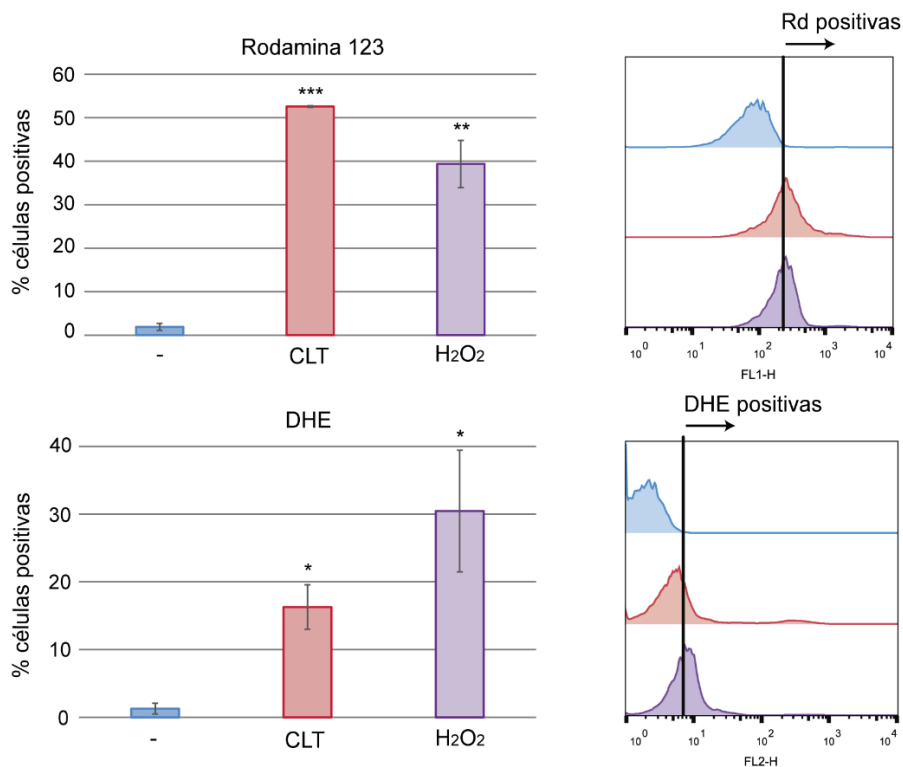 Rodamina 123
% células positivas
60
50
40
30
20
10
0
***
**
- CLT H₂O₂
Rd positivas
10⁰ 10¹ 10² 10³ 10⁴
FL1-H
DHE
% células positivas
40
30
20
10
0
*
*
- CLT H₂O₂
DHE positivas
10⁰ 10¹ 10² 10³ 10⁴
FL2-H